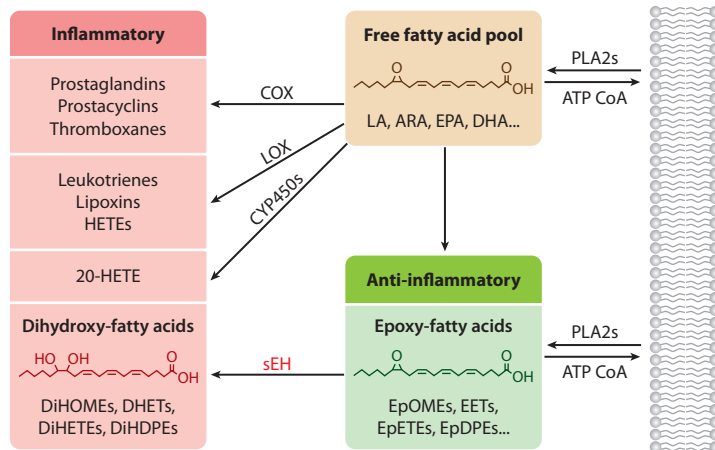 Inflammatory
Prostaglandins
Prostacyclins
Thromboxanes
Leukotrienes
Lipoxins
HETEs
20-HETE
Dihydroxy-fatty acids
HO OH
O
OH
DiHOMEs, DHETs,
DiHETEs, DiHDPEs
COX
LOX
CYP450s
sEH
Free fatty acid pool
O
O
OH
LA, ARA, EPA, DHA...
Anti-inflammatory
Epoxy-fatty acids
O
O
OH
EpOMEs, EETs,
EpETEs, EpDPEs...
PLA2s
ATP CoA
PLA2s
ATP CoA